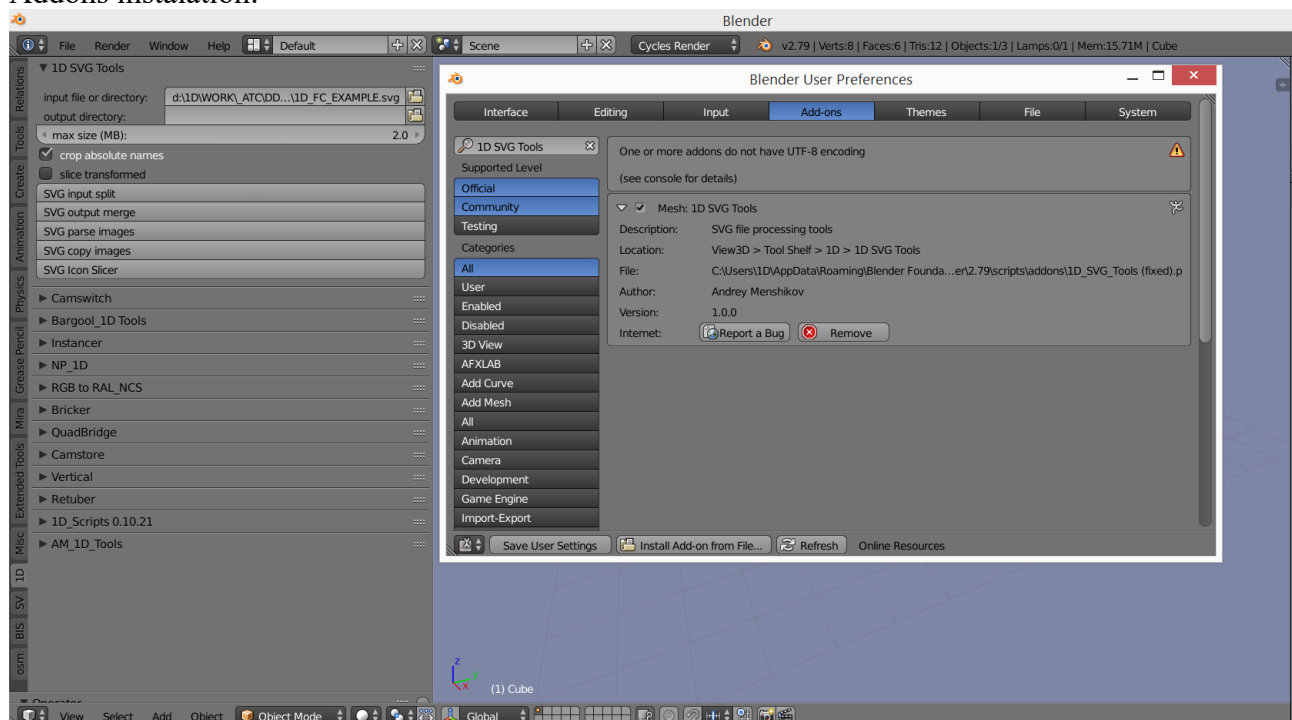 Addons instalation:
Blender
File Render Window Help Default Scene Cycles Render v2.79 | Verts:8 | Faces:6 | Tris:12 | Objects:1/3 | Lamps:0/1 | Mem:15.71M | Cube
1D SVG Tools
input file or directory: d:\1D\WORK\_ATC\DD...\1D_FC_EXAMPLE.svg
output directory:
max size (MB): 2.0
crop absolute names
slice transformed
SVG input split
SVG output merge
SVG parse images
SVG copy images
SVG Icon Slicer
Camswitch
Bargool_1D Tools
Instancer
NP_1D
RGB to RAL_NCS
Bricker
QuadBridge
Camstore
Vertical
Retuber
1D_Scripts 0.10.21
AM_1D_Tools
Relations
Tools
Create
Animation
Physics
Grease Pencil
Mira
Extended Tools
Misc
1D
SV
BIS
osm
Operator
Blender User Preferences
Interface Editing Input Add-ons Themes File System
1D SVG Tools
Supported Level
Official
Community
Testing
Categories
All
User
Enabled
Disabled
3D View
AFXLAB
Add Curve
Add Mesh
All
Animation
Camera
Development
Game Engine
Import-Export
One or more addons do not have UTF-8 encoding
(see console for details)
Mesh: 1D SVG Tools
Description: SVG file processing tools
Location: View3D > Tool Shelf > 1D > 1D SVG Tools
File: C:\Users\1D\AppData\Roaming\Blender Founda...er\2.79\scripts\addons\1D_SVG_Tools (fixed).p
Author: Andrey Menshikov
Version: 1.0.0
Internet: Report a Bug Remove
Save User Settings Install Add-on from File... Refresh Online Resources
z
x
(1) Cube
View Select Add Object Object Mode Global